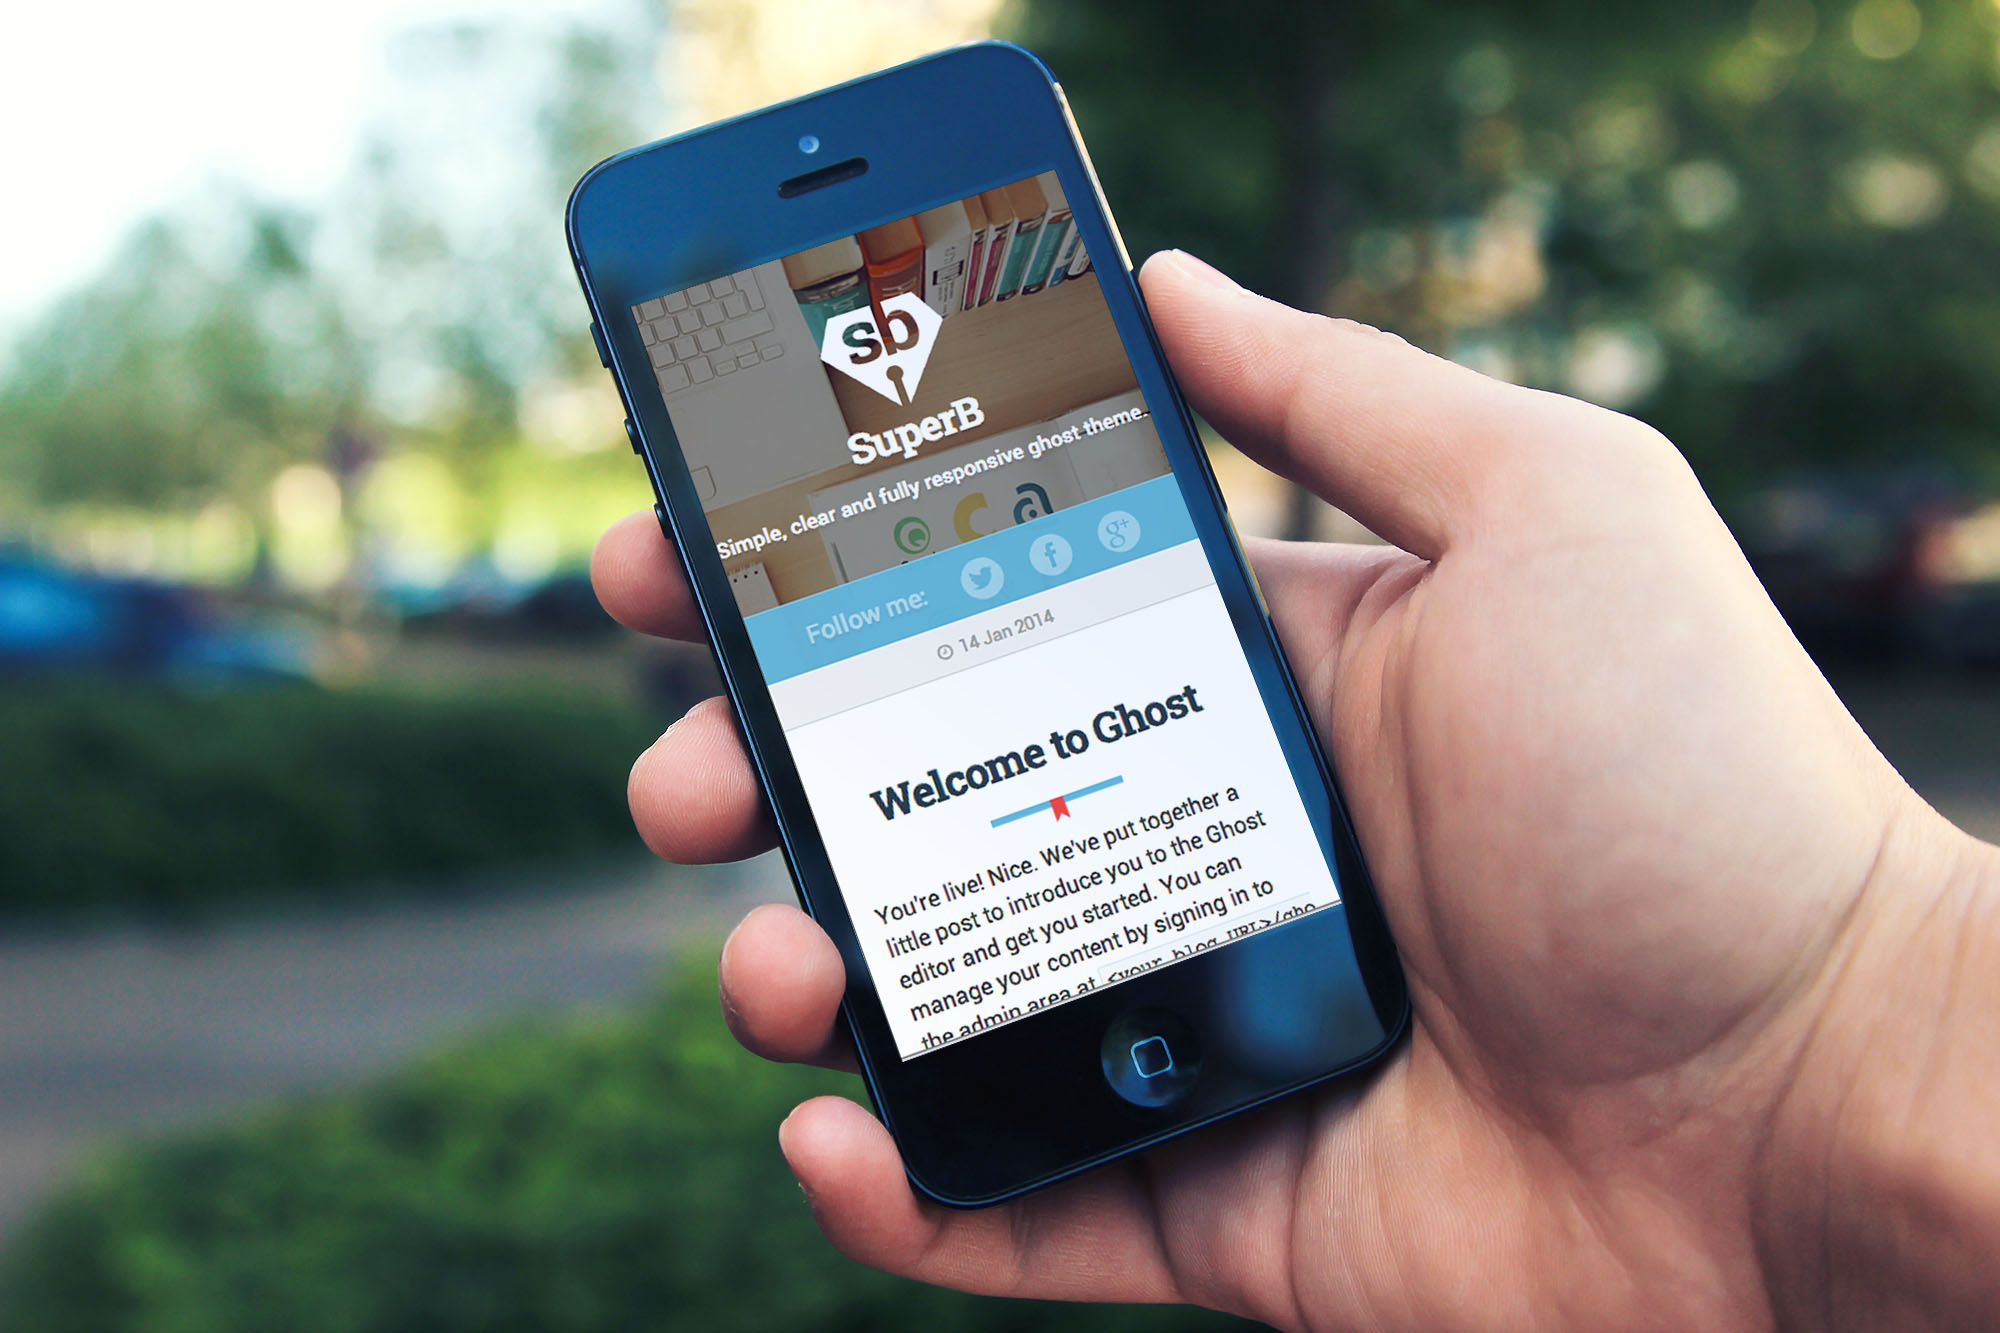 sb
SuperB
Simple, clear and fully responsive ghost theme.
Follow me:
14 Jan 2014
Welcome to Ghost
You're live! Nice. We've put together a
little post to introduce you to the Ghost
editor and get you started. You can
manage your content by signing in to
the admin area at <your blog URL>/gho